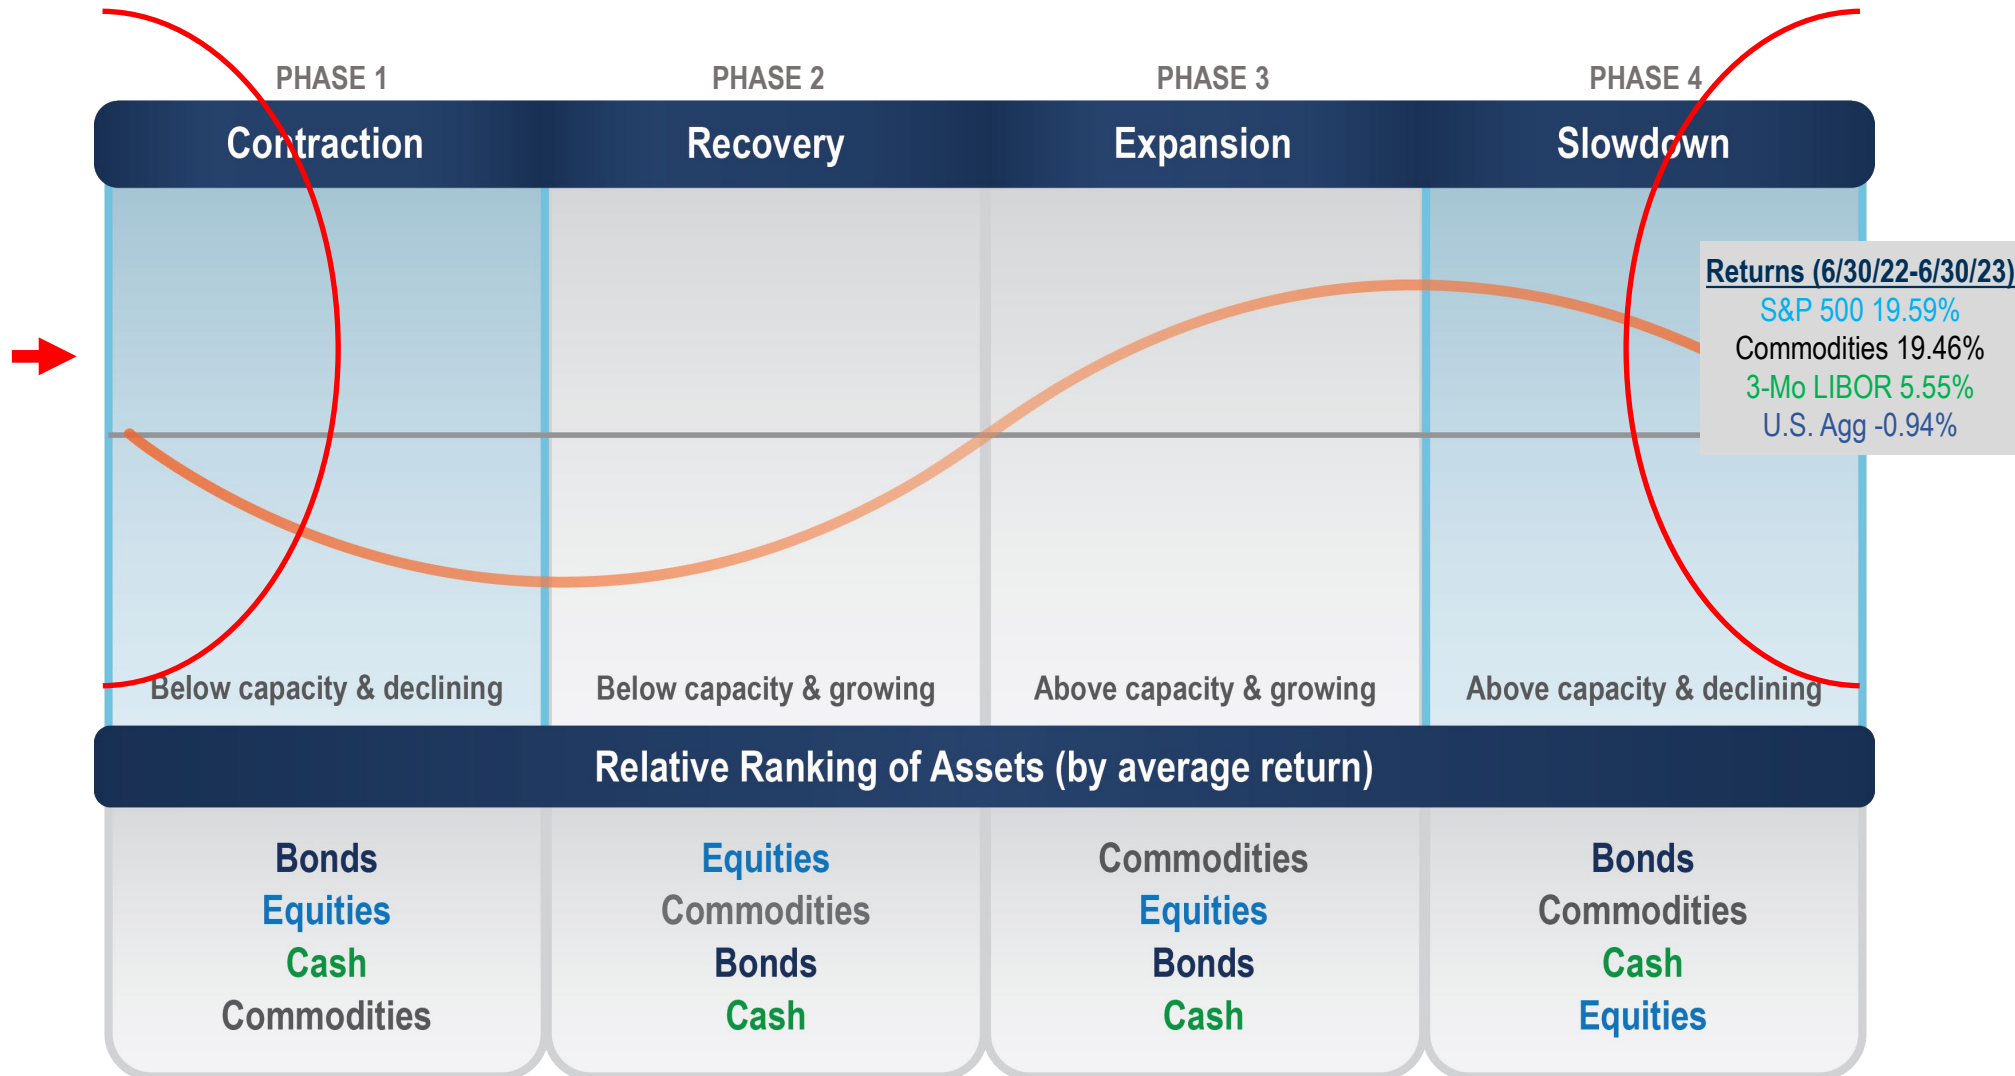 PHASE 1
PHASE 2
PHASE 3
PHASE 4
Contraction
Recovery
Expansion
Slowdown
Returns (6/30/22-6/30/23)
S&P 500 19.59%
Commodities 19.46%
3-Mo LIBOR 5.55%
U.S. Agg -0.94%
Below capacity & declining
Below capacity & growing
Above capacity & growing
Above capacity & declining
Relative Ranking of Assets (by average return)
Bonds
Equities
Cash
Commodities
Equities
Commodities
Bonds
Cash
Commodities
Equities
Bonds
Cash
Bonds
Commodities
Cash
Equities